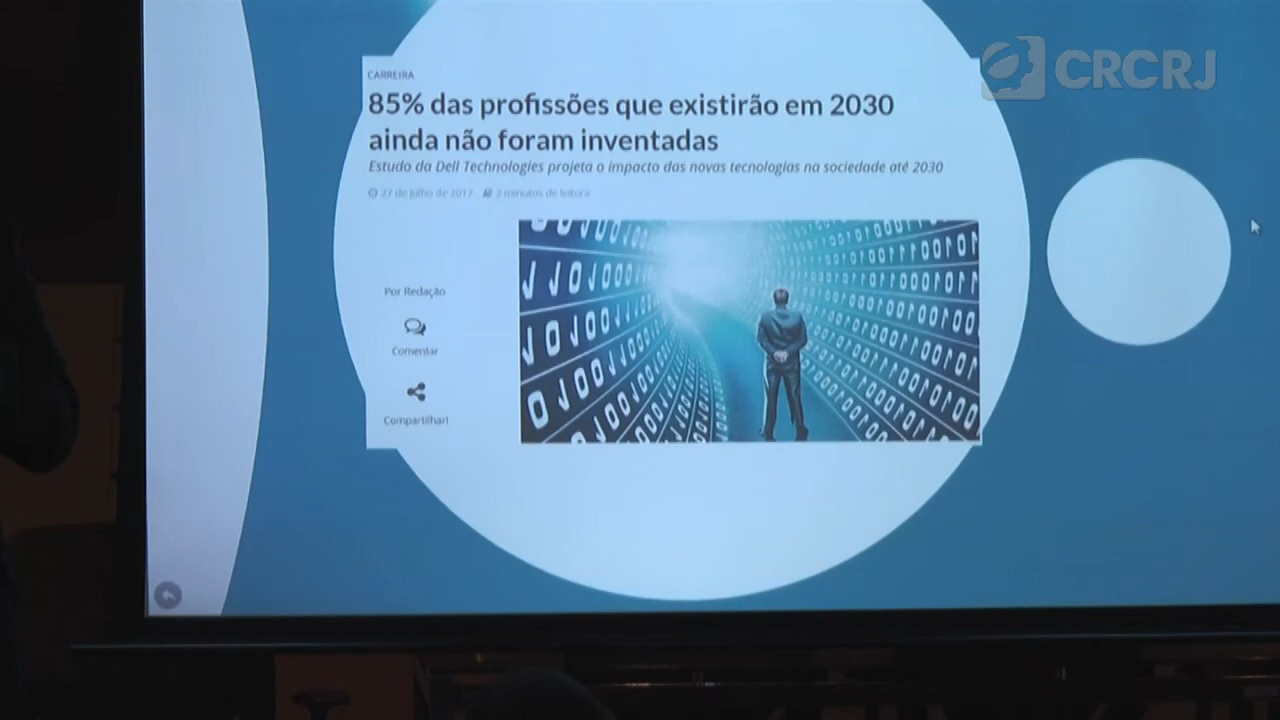 CRCRJ
CARREIRA
85% das profissões que existirão em 2030
ainda não foram inventadas
Estudo da Dell Technologies projeta o impacto das novas tecnologias na sociedade até 2030
27 de julho de 2017 2 minutos de leitura
Por Redação
Comentar
Compartilhar!